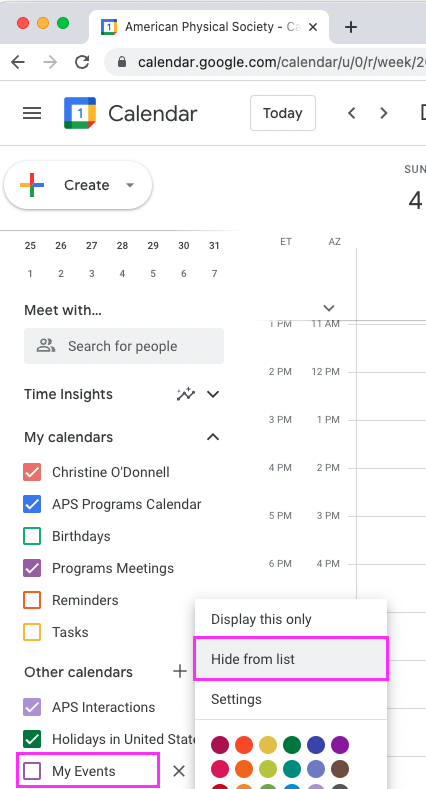 American Physical Society - Ca
calendar.google.com/calendar/u/0/r/week/20
1
Calendar
Today
Create
SUN
4
25 26 27 28 29 30 31
1 2 3 4 5 6 7
ET AZ
Meet with…
Search for people
1 PM 11 AM
2 PM 12 PM
3 PM 1 PM
4 PM 2 PM
5 PM 3 PM
6 PM 4 PM
Time Insights
My calendars
Christine O'Donnell
APS Programs Calendar
Birthdays
Programs Meetings
Reminders
Tasks
Display this only
Hide from list
Settings
Other calendars
APS Interactions
Holidays in United State
My Events